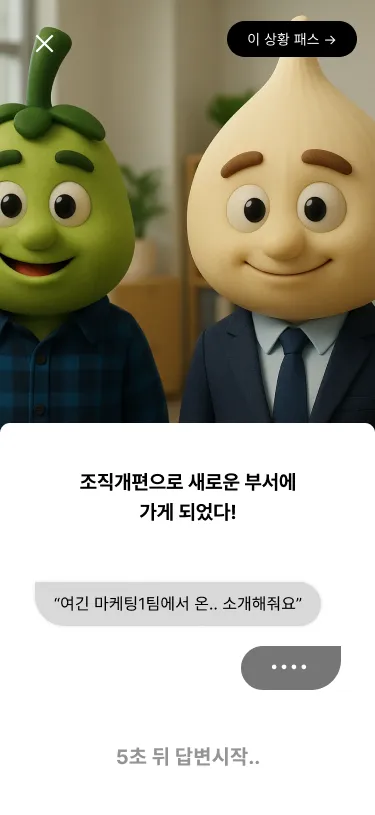 이 상황 패스 →
조직개편으로 새로운 부서에
가게 되었다!
“여긴 마케팅1팀에서 온.. 소개해줘요”
••••
5초 뒤 답변시작..